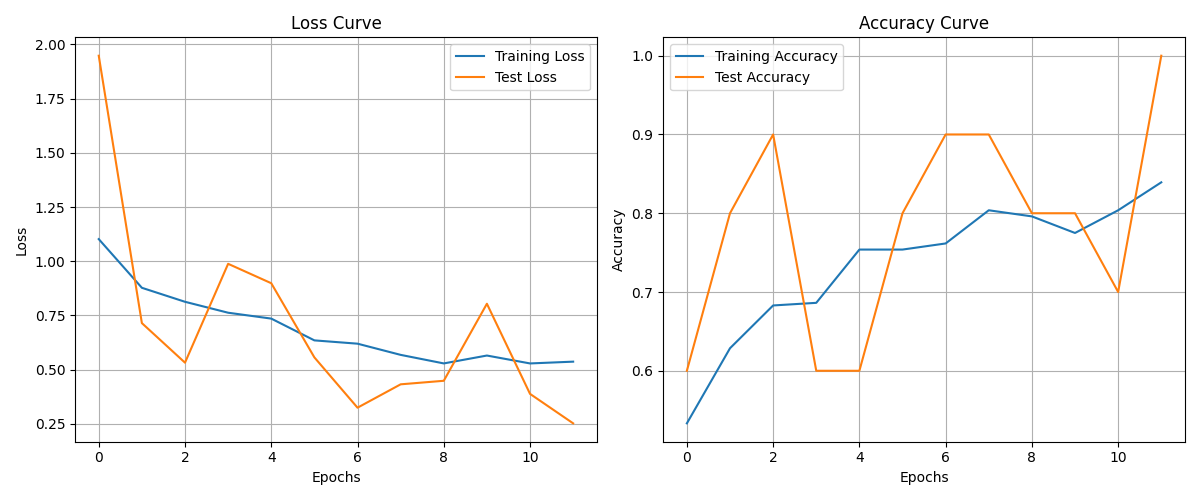 Loss Curve
2.00
1.75
1.50
1.25
1.00
0.75
0.50
0.25
Loss
0 2 4 6 8 10
Epochs
Training Loss
Test Loss
Accuracy Curve
1.0
0.9
0.8
0.7
0.6
Accuracy
0 2 4 6 8 10
Epochs
Training Accuracy
Test Accuracy